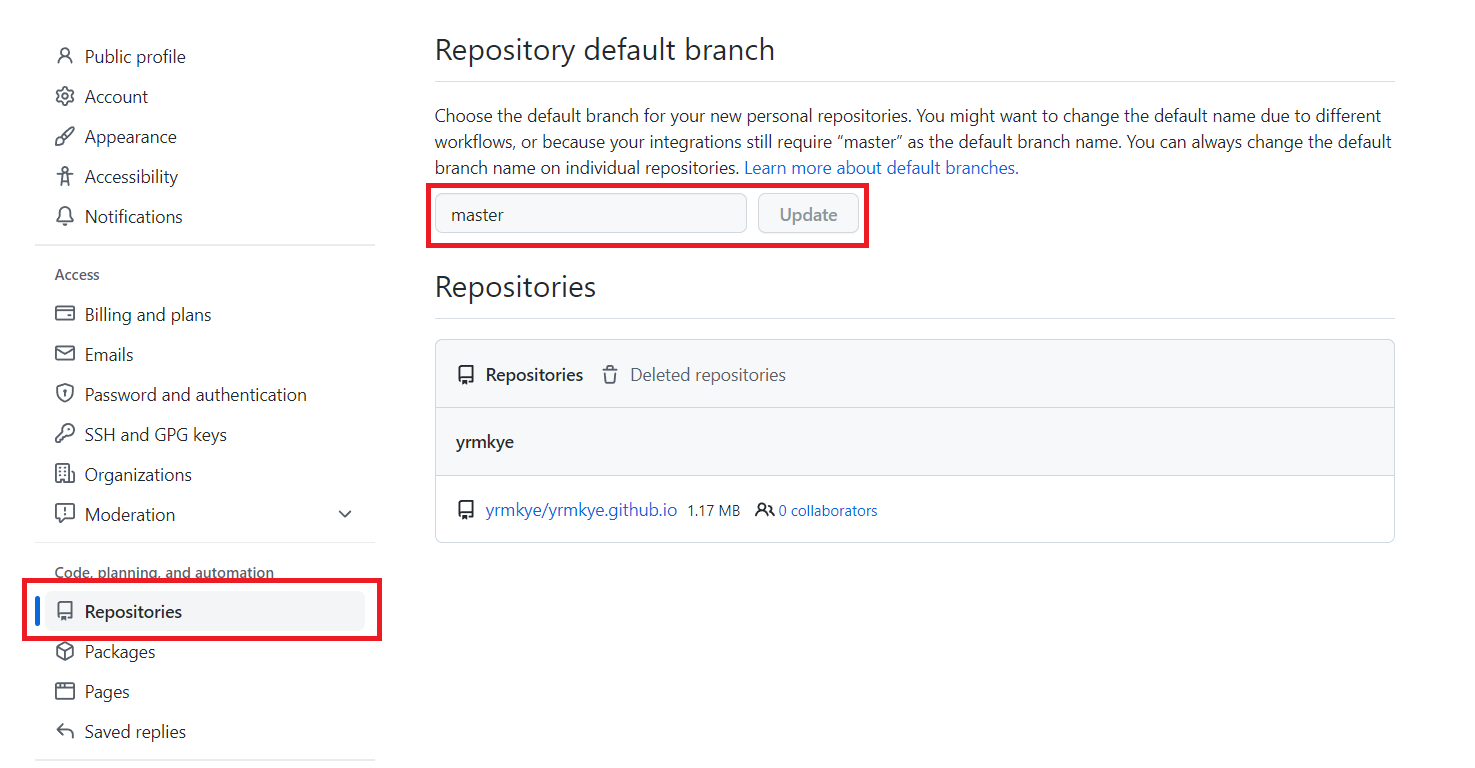 Public profile
Account
Appearance
Accessibility
Notifications
Access
Billing and plans
Emails
Password and authentication
SSH and GPG keys
Organizations
Moderation
Code, planning, and automation
Repositories
Packages
Pages
Saved replies
Repository default branch
Choose the default branch for your new personal repositories. You might want to change the default name due to different
workflows, or because your integrations still require “master” as the default branch name. You can always change the default
branch name on individual repositories. Learn more about default branches.
master Update
Repositories
Repositories Deleted repositories
yrmkye
yrmkye/yrmkye.github.io 1.17 MB 0 collaborators